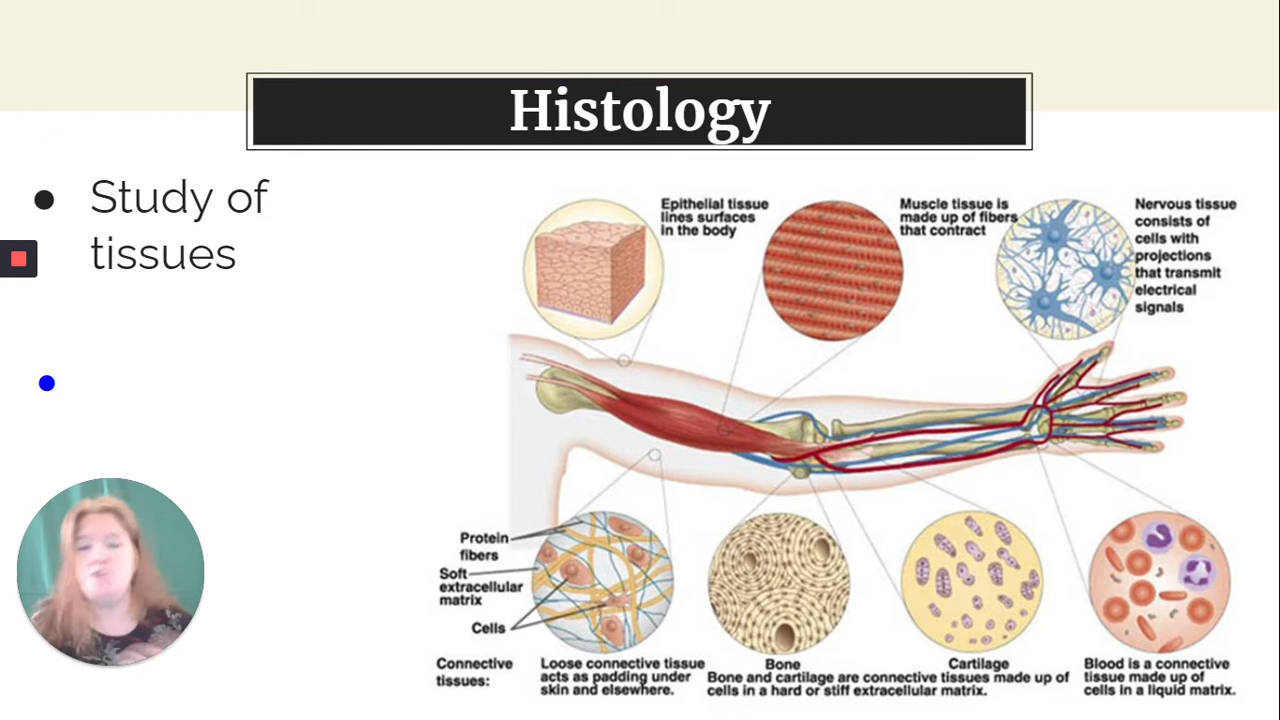 Histology
Study of
tissues
Epithelial tissue
lines surfaces
in the body
Muscle tissue is
made up of fibers
that contract
Nervous tissue
consists of
cells with
projections
that transmit
electrical
signals
Protein
fibers
Soft
extracellular
matrix
Cells
Connective
tissues:
Loose connective tissue
acts as padding under
skin and elsewhere.
Bone
Cartilage
Bone and cartilage are connective tissues made up of
cells in a hard or stiff extracellular matrix.
Blood is a connective
tissue made up of
cells in a liquid matrix.